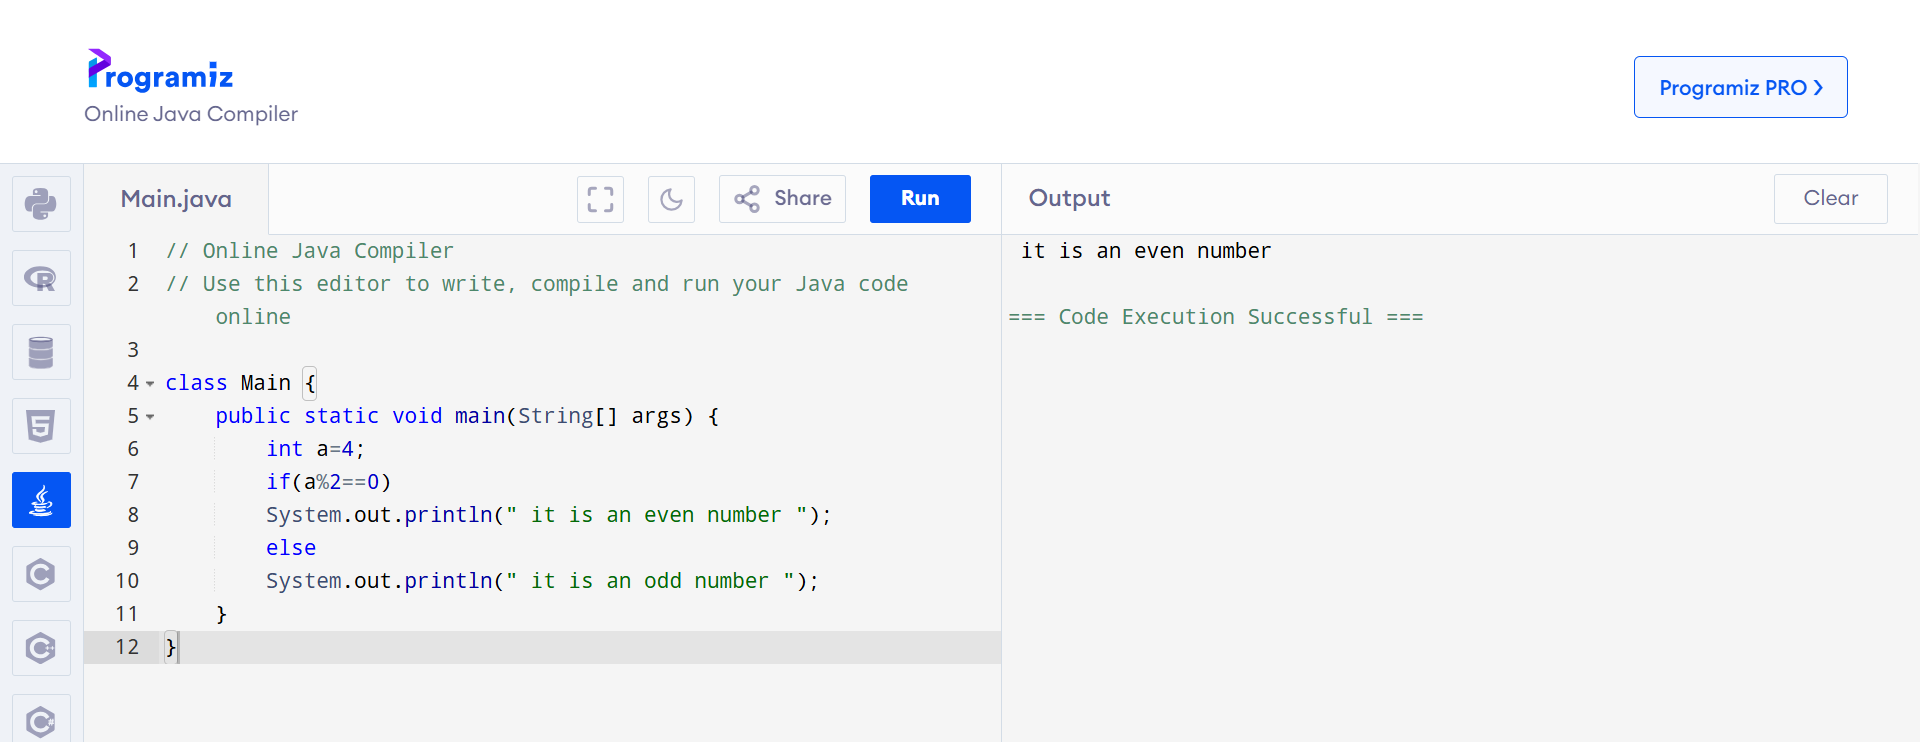 Programiz
Online Java Compiler
Programiz PRO ❯
Main.java
Share
Run
Output
Clear
1 // Online Java Compiler
2 // Use this editor to write, compile and run your Java code
online
3
4 class Main {
5 public static void main(String[] args) {
6 int a=4;
7 if(a%2==0)
8 System.out.println(" it is an even number ");
9 else
10 System.out.println(" it is an odd number ");
11 }
12 }
it is an even number
=== Code Execution Successful ===
R
5
C
C++
C#